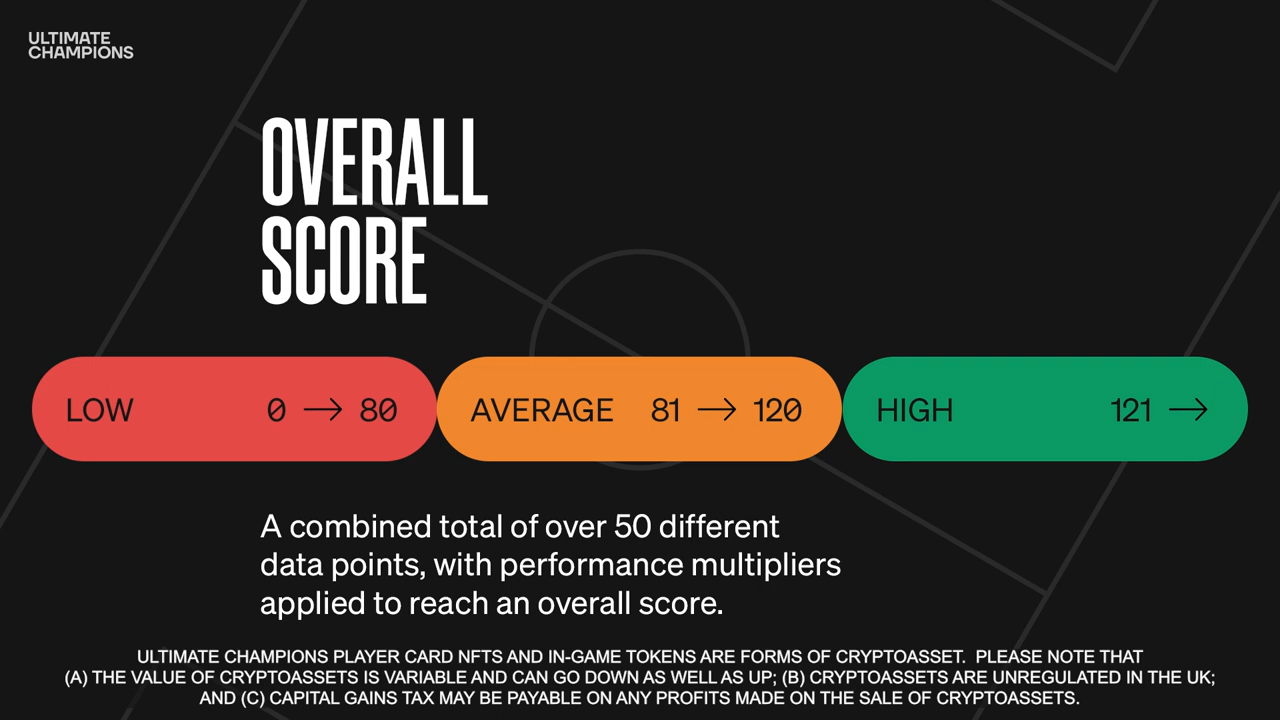 ULTIMATE
CHAMPIONS
OVERALL
SCORE
LOW 0 → 80
AVERAGE 81 → 120
HIGH 121 →
A combined total of over 50 different
data points, with performance multipliers
applied to reach an overall score.
ULTIMATE CHAMPIONS PLAYER CARD NFTS AND IN-GAME TOKENS ARE FORMS OF CRYPTOASSET. PLEASE NOTE THAT
(A) THE VALUE OF CRYPTOASSETS IS VARIABLE AND CAN GO DOWN AS WELL AS UP; (B) CRYPTOASSETS ARE UNREGULATED IN THE UK;
AND (C) CAPITAL GAINS TAX MAY BE PAYABLE ON ANY PROFITS MADE ON THE SALE OF CRYPTOASSETS.